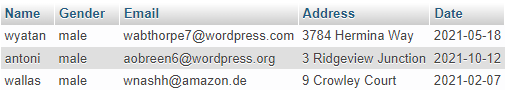 Name Gender Email Address Date
wyatan male wabthorpe7@wordpress.com 3784 Hermina Way 2021-05-18
antoni male aobreen6@wordpress.org 3 Ridgeview Junction 2021-10-12
wallas male wnashh@amazon.de 9 Crowley Court 2021-02-07